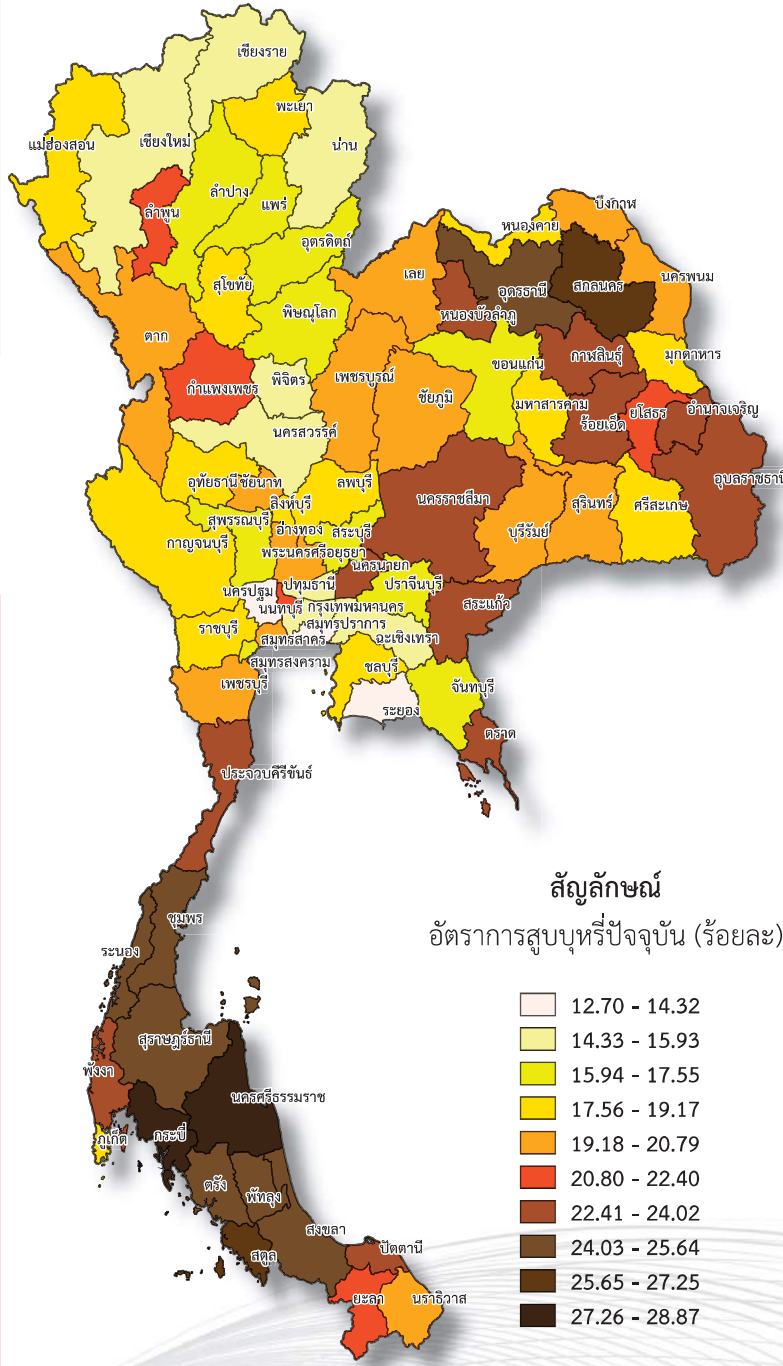 เชียงราย
พะเยา
แม่ฮ่องสอน
เชียงใหม่
น่าน
ลำปาง
แพร่
ลำพูน
อุตรดิตถ์
สุโขทัย
พิษณุโลก
ตาก
กำแพงเพชร
พิจิตร
เพชรบูรณ์
นครสวรรค์
เลย
หนองคาย
บึงกาฬ
อุดรธานี
สกลนคร
นครพนม
หนองบัวลำภู
ขอนแก่น
กาฬสินธุ์
มุกดาหาร
ชัยภูมิ
มหาสารคาม
ร้อยเอ็ด
ยโสธร
อำนาจเจริญ
อุบลราชธานี
นครราชสีมา
บุรีรัมย์
สุรินทร์
ศรีสะเกษ
อุทัยธานี
ชัยนาท
ลพบุรี
สิงห์บุรี
สุพรรณบุรี
อ่างทอง
สระบุรี
กาญจนบุรี
พระนครศรีอยุธยา
นครนายก
นครปฐม
ปทุมธานี
ปราจีนบุรี
นนทบุรี
กรุงเทพมหานคร
สระแก้ว
สมุทรปราการ
ราชบุรี
สมุทรสาคร
ฉะเชิงเทรา
สมุทรสงคราม
ชลบุรี
เพชรบุรี
จันทบุรี
ระยอง
ตราด
ประจวบคีรีขันธ์
ชุมพร
ระนอง
สุราษฎร์ธานี
พังงา
นครศรีธรรมราช
ภูเก็ต
กระบี่
ตรัง
พัทลุง
สงขลา
สตูล
ปัตตานี
ยะลา
นราธิวาส
สัญลักษณ์
อัตราการสูบบุหรี่ปัจจุบัน (ร้อยละ)
12.70 - 14.32
14.33 - 15.93
15.94 - 17.55
17.56 - 19.17
19.18 - 20.79
20.80 - 22.40
22.41 - 24.02
24.03 - 25.64
25.65 - 27.25
27.26 - 28.87